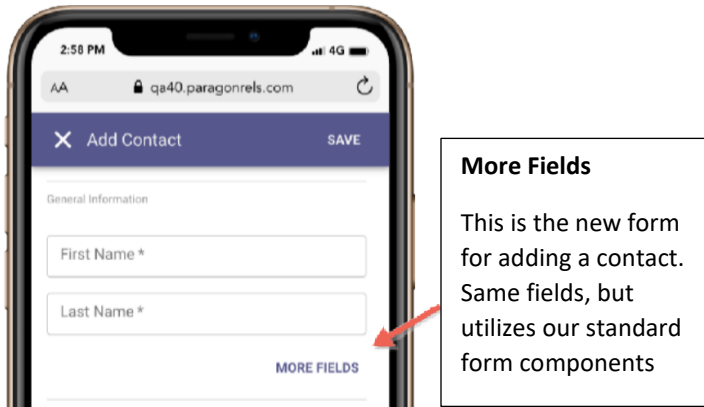 2:58 PM 4G
AA qa40.paragonrels.com
Add Contact SAVE
General Information
First Name *
Last Name *
MORE FIELDS
More Fields
This is the new form
for adding a contact.
Same fields, but
utilizes our standard
form components